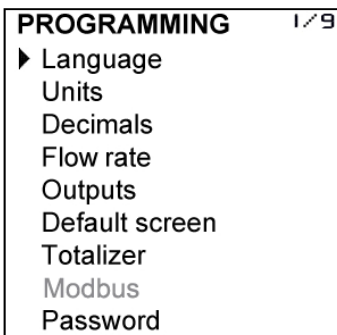 PROGRAMMING 1/9
Language
Units
Decimals
Flow rate
Outputs
Default screen
Totalizer
Modbus
Password